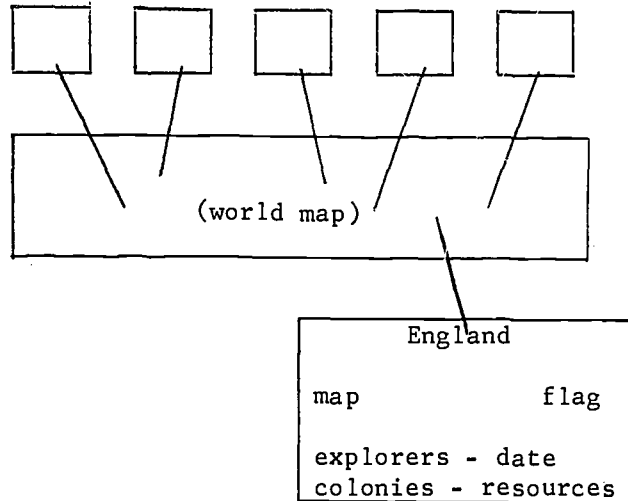 (world map)
England
map flag
explorers - date
colonies - resources